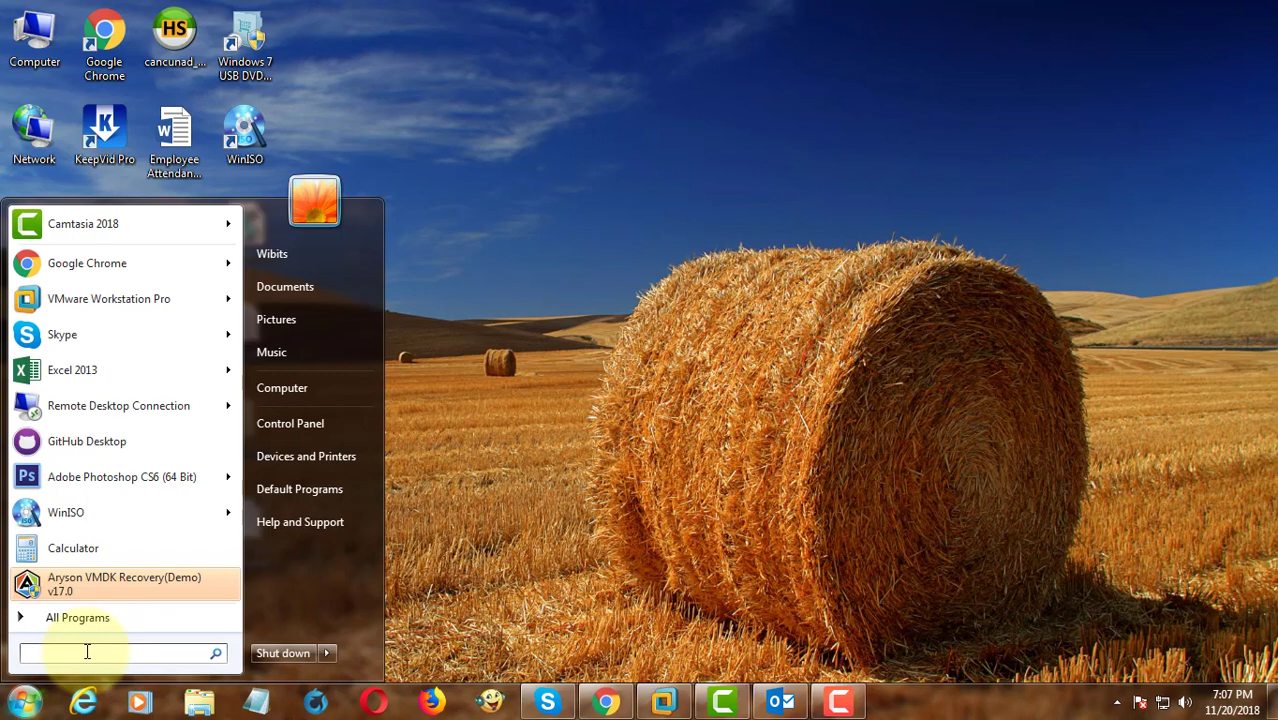 Computer
Google
Chrome
HS
cancunad_...
Windows 7
USB DVD...
Network
K
KeepVid Pro
W
Employee
Attendan...
ISO
WinISO
Camtasia 2018
Google Chrome
VMware Workstation Pro
Skype
Excel 2013
Remote Desktop Connection
GitHub Desktop
Ps
Adobe Photoshop CS6 (64 Bit)
WinISO
Calculator
Aryson VMDK Recovery(Demo)
v17.0
All Programs
Wibits
Documents
Pictures
Music
Computer
Control Panel
Devices and Printers
Default Programs
Help and Support
Shut down
7:07 PM
11/20/2018